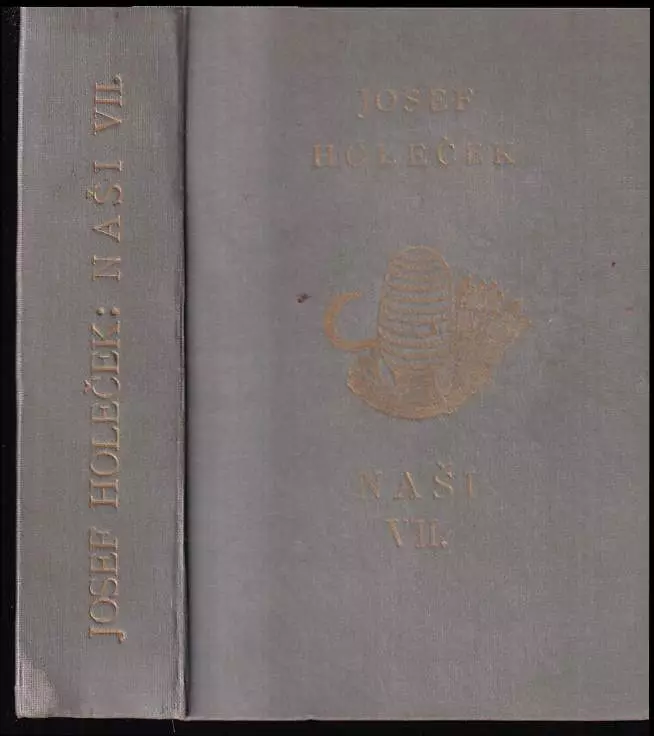 JOSEF HOLEČEK: NAŠI VII.
JOSEF
HOLEČEK
NAŠI
VII.